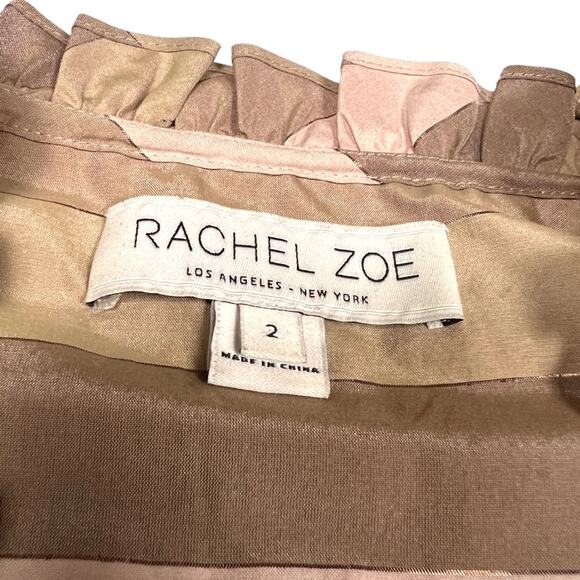 RACHEL ZOE
LOS ANGELES - NEW YORK
2
MADE IN CHINA